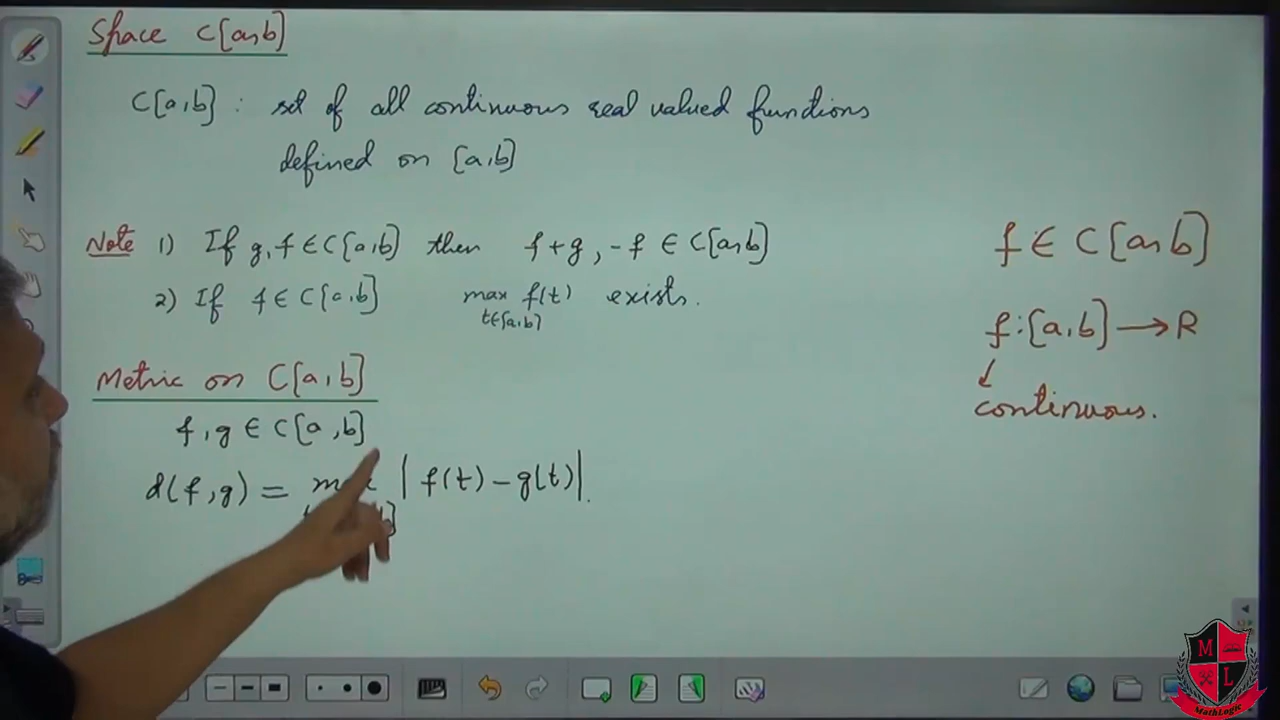 Space C[a,b]
C[a,b] : set of all continuous real valued functions
defined on [a,b]
Note 1) If g,f ∈ C[a,b] then f+g , -f ∈ C[a,b]
2) If f ∈ C[a,b] max f(t) exists.
t∈[a,b]
Metric on C[a,b]
f,g ∈ C[a,b]
d(f,g) = | f(t) - g(t) | .
f ∈ C[a,b]
f : [a,b] → R
continuous.
M
L
MathLogic